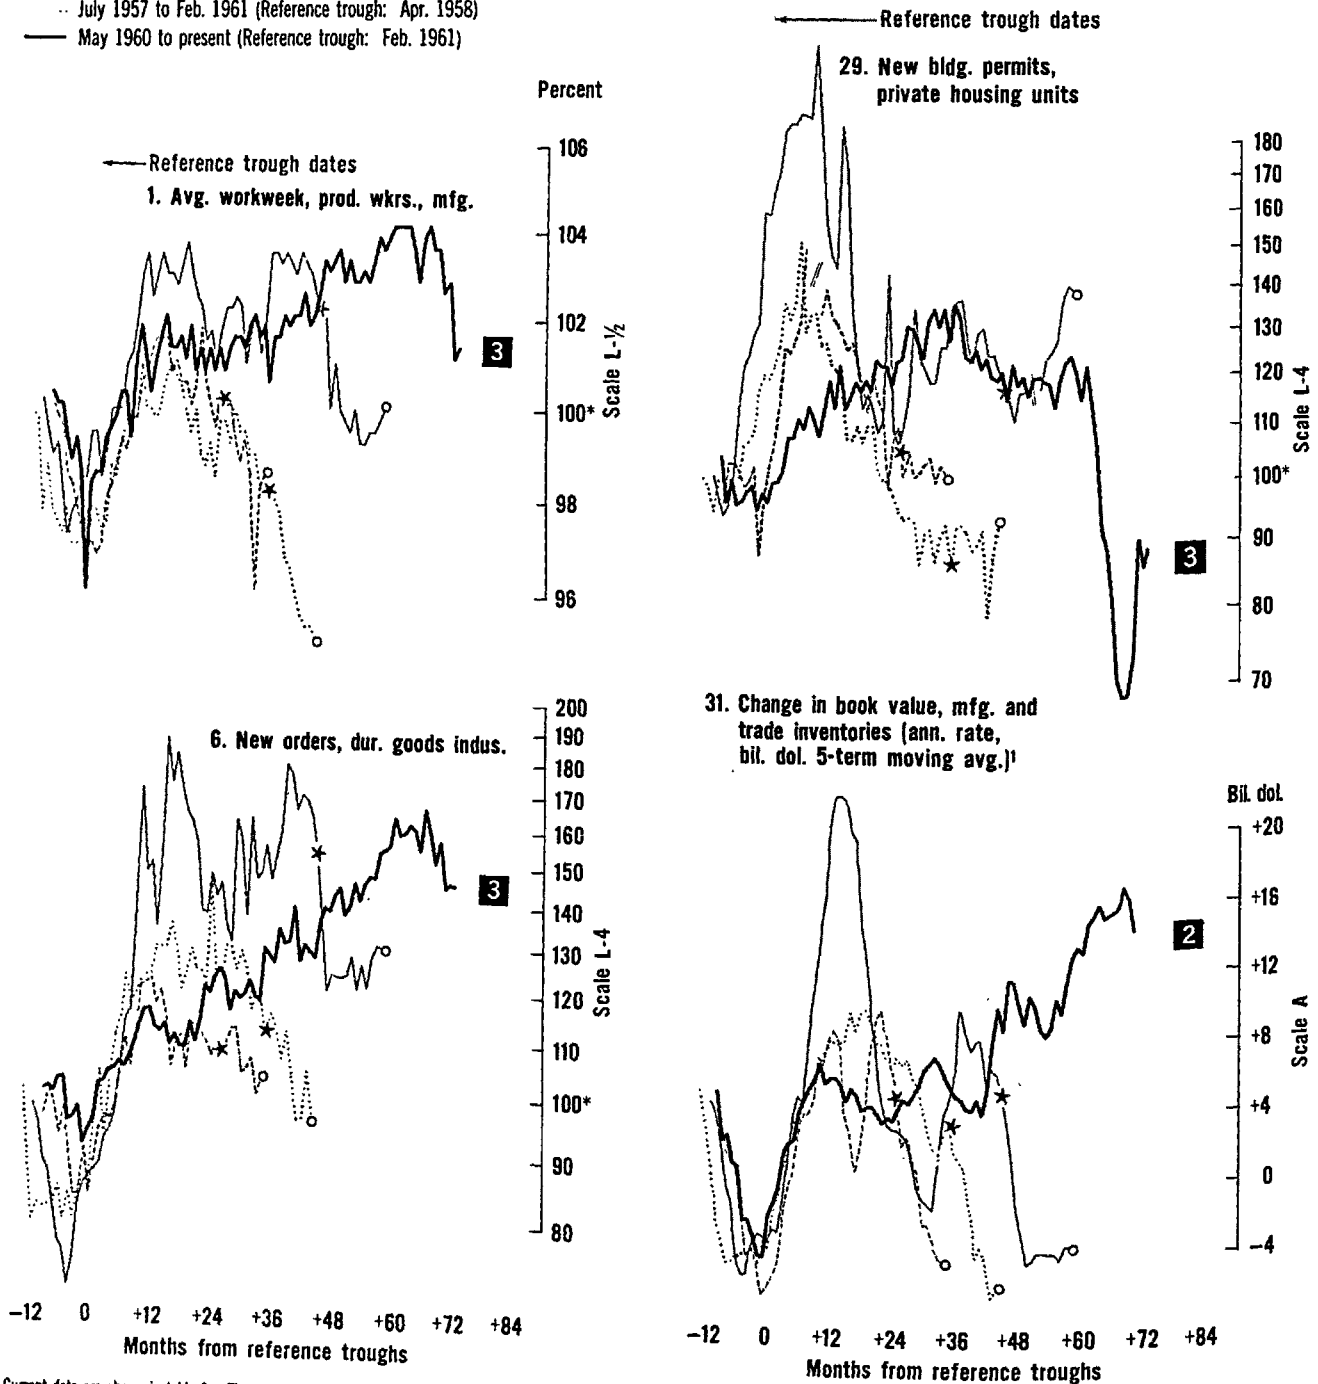 July 1957 to Feb. 1961 (Reference trough: Apr. 1958)
May 1960 to present (Reference trough: Feb. 1961)
Percent
Reference trough dates
1. Avg. workweek, prod. wkrs., mfg.
106
104
102
100*
98
96
Scale L-½
3
6. New orders, dur. goods indus.
200
190
180
170
160
150
140
130
120
110
100*
90
80
Scale L-4
3
-12 0 +12 +24 +36 +48 +60 +72 +84
Months from reference troughs
Reference trough dates
29. New bldg. permits,
private housing units
180
170
160
150
140
130
120
110
100*
90
80
70
Scale L-4
3
31. Change in book value, mfg. and
trade inventories (ann. rate,
bil. dol. 5-term moving avg.)¹
Bil. dol.
+20
+16
+12
+8
+4
0
-4
Scale A
2
-12 0 +12 +24 +36 +48 +60 +72 +84
Months from reference troughs